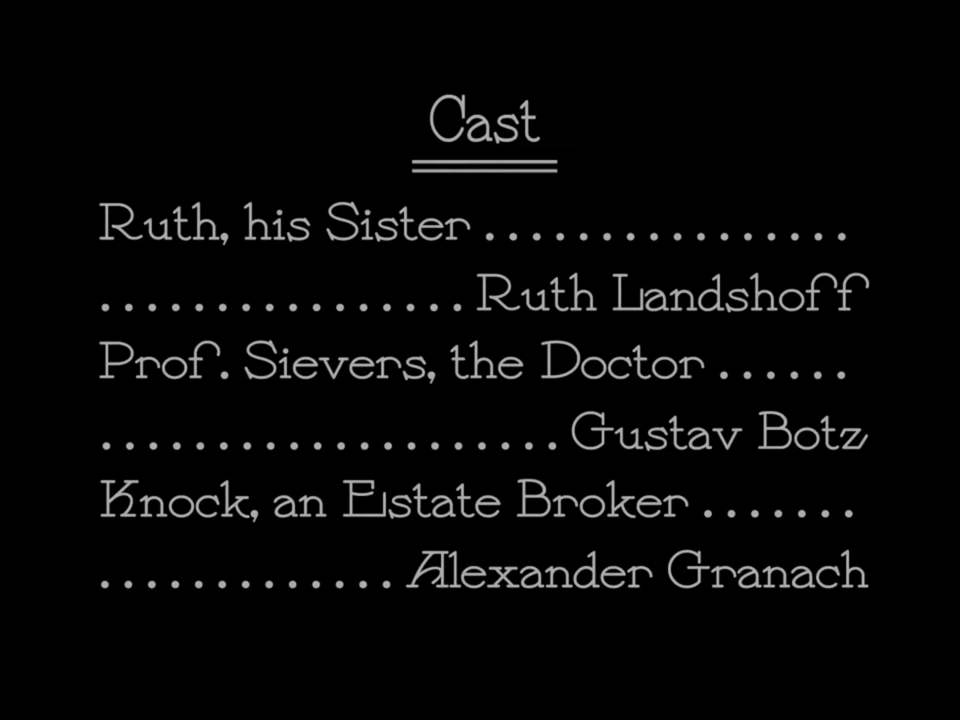 Cast
Ruth, his Sister . . . . . . . . . . . . . . . .
. . . . . . . . . . . . . . . . Ruth Landshoff
Prof. Sievers, the Doctor . . . . . .
. . . . . . . . . . . . . . . . . . . . Gustav Botz
Knock, an Estate Broker . . . . . . .
. . . . . . . . . . . . . Alexander Granach